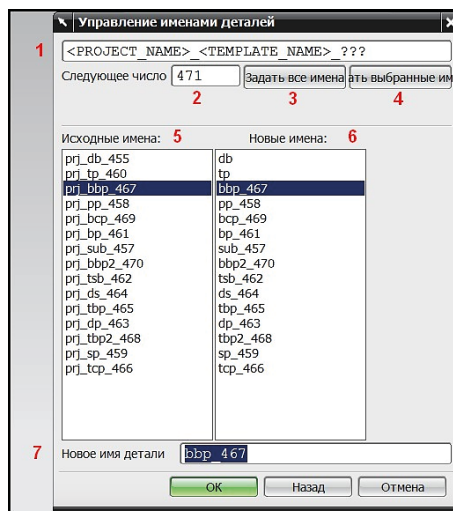 Управление именами деталей
1 <PROJECT_NAME>_<TEMPLATE_NAME>_???
Следующее число 471 Задать все имена ать выбранные им
2 3 4
Исходные имена: 5 Новые имена: 6
prj_db_455 db
prj_tp_460 tp
prj_bbp_467 bbp_467
prj_pp_458 pp_458
prj_bcp_469 bcp_469
prj_bp_461 bp_461
prj_sub_457 sub_457
prj_bbp2_470 bbp2_470
prj_tsb_462 tsb_462
prj_ds_464 ds_464
prj_tbp_465 tbp_465
prj_dp_463 dp_463
prj_tbp2_468 tbp2_468
prj_sp_459 sp_459
prj_tcp_466 tcp_466
7 Новое имя детали bbp_467
ОК Назад Отмена